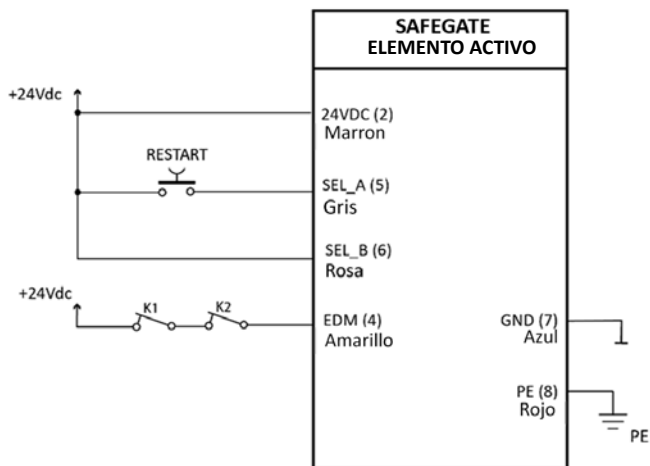 SAFEGATE
ELEMENTO ACTIVO
+24Vdc
24VDC (2)
Marron
RESTART
SEL_A (5)
Gris
SEL_B (6)
Rosa
+24Vdc
K1
K2
EDM (4)
Amarillo
GND (7)
Azul
PE (8)
Rojo
PE